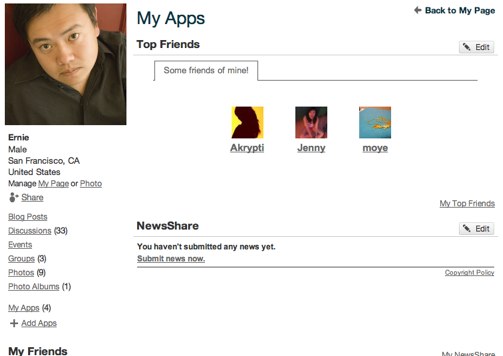 Back to My Page
My Apps
Top Friends
Edit
Some friends of mine!
Akrypti
Jenny
moye
My Top Friends
Ernie
Male
San Francisco, CA
United States
Manage My Page or Photo
Share
Blog Posts
Discussions (33)
Events
Groups (3)
Photos (9)
Photo Albums (1)
My Apps (4)
Add Apps
My Friends
NewsShare
Edit
You haven't submitted any news yet.
Submit news now.
Copyright Policy
My NewsShare